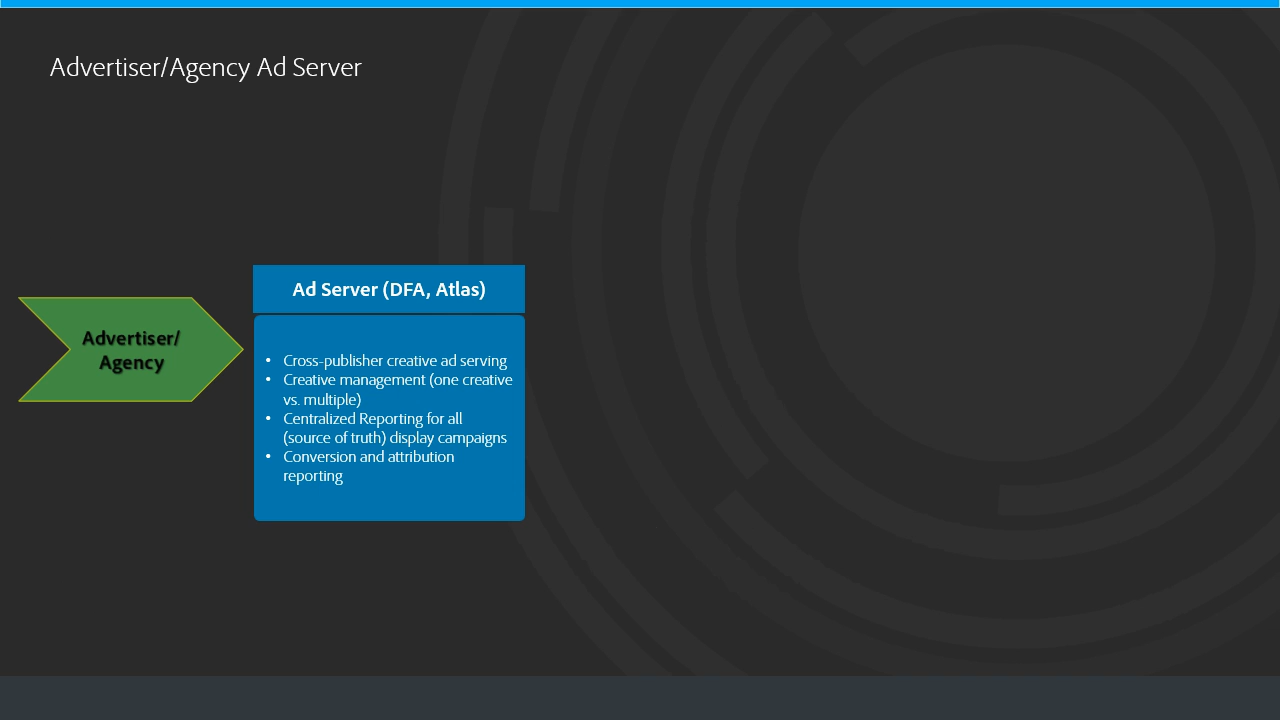 Advertiser/Agency Ad Server
Advertiser/
Agency
Ad Server (DFA, Atlas)
• Cross-publisher creative ad serving
• Creative management (one creative
vs. multiple)
• Centralized Reporting for all
(source of truth) display campaigns
• Conversion and attribution
reporting